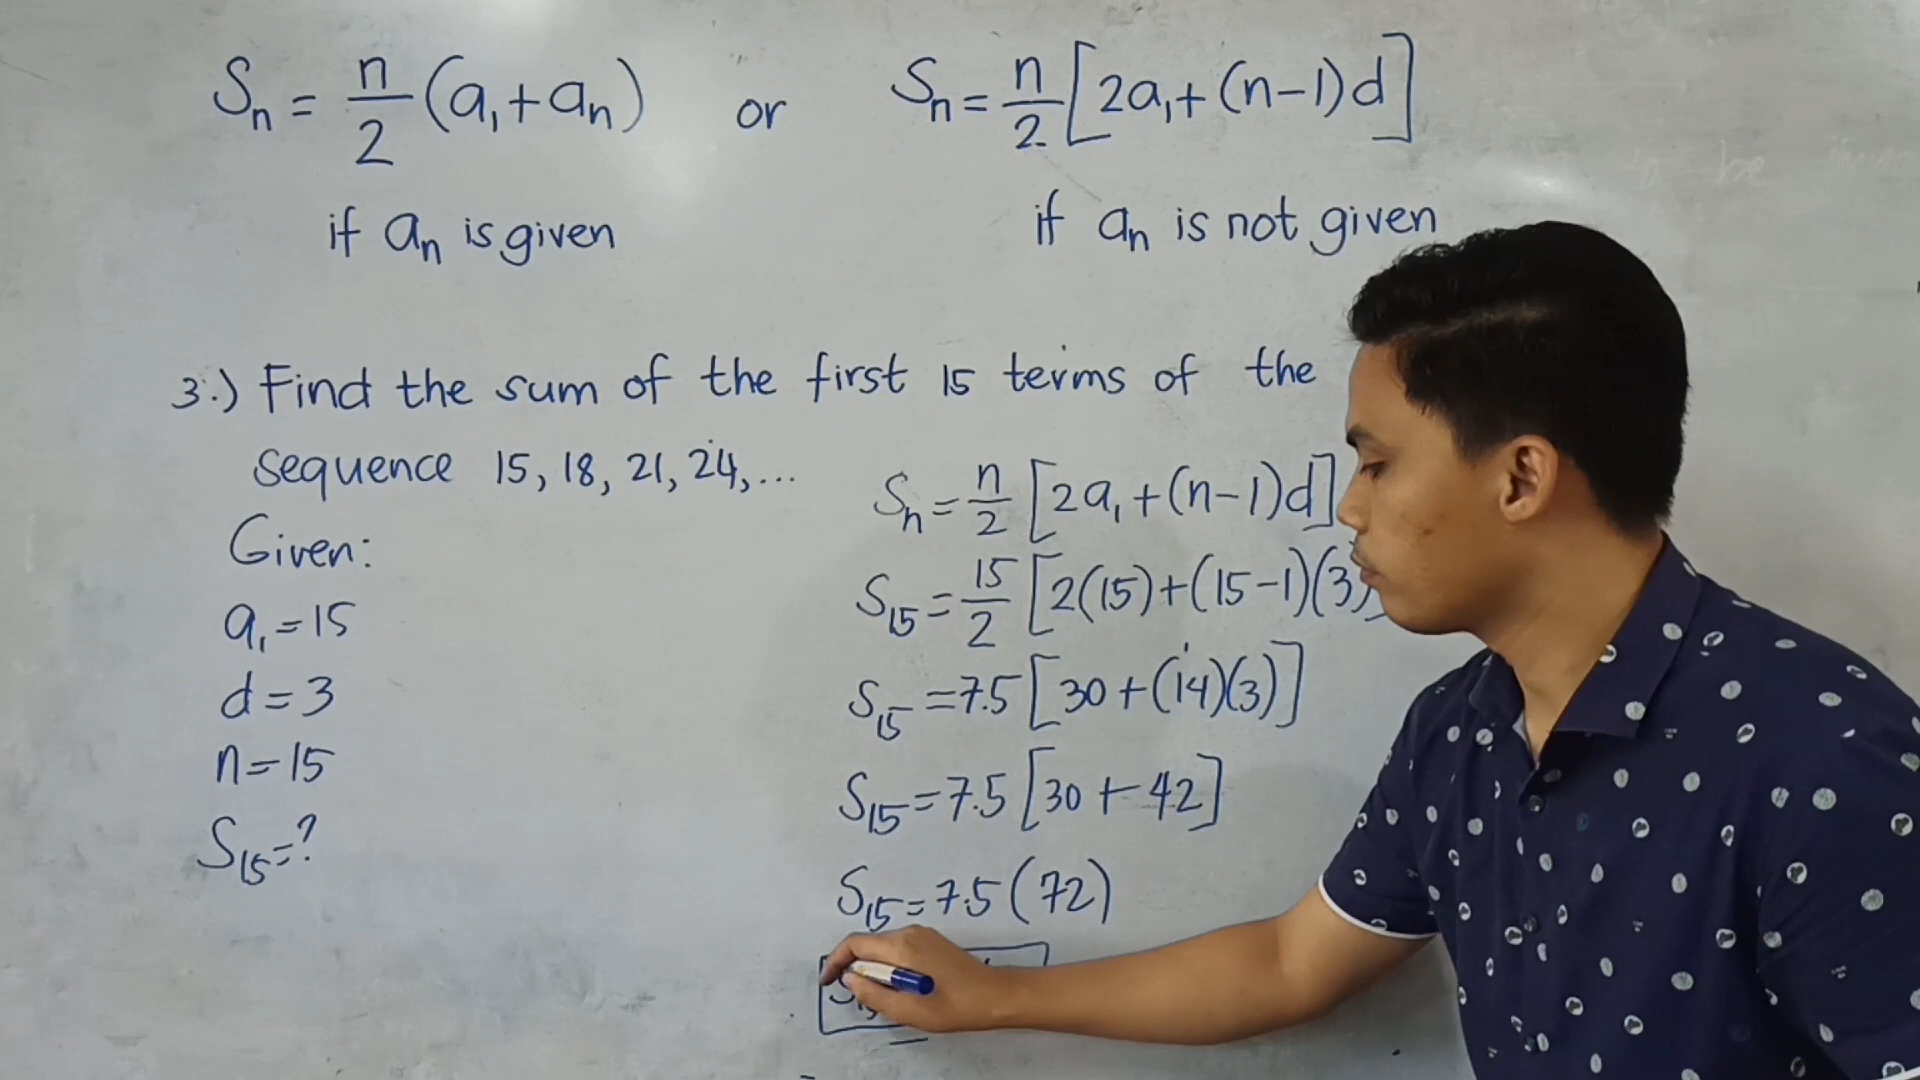 Sn = n/2 (a₁ + an) or Sn = n/2 [2a₁ + (n-1)d]
if an is given if an is not given
3.) Find the sum of the first 15 terms of the
sequence 15, 18, 21, 24, ...
Given:
a₁ = 15
d = 3
n = 15
S₁₅ = ?
Sn = n/2 [2a₁ + (n-1)d]
S₁₅ = 15/2 [2(15) + (15-1)(3)
S₁₅ = 7.5 [30 + (14)(3)]
S₁₅ = 7.5 [30 + 42]
S₁₅ = 7.5 (72)